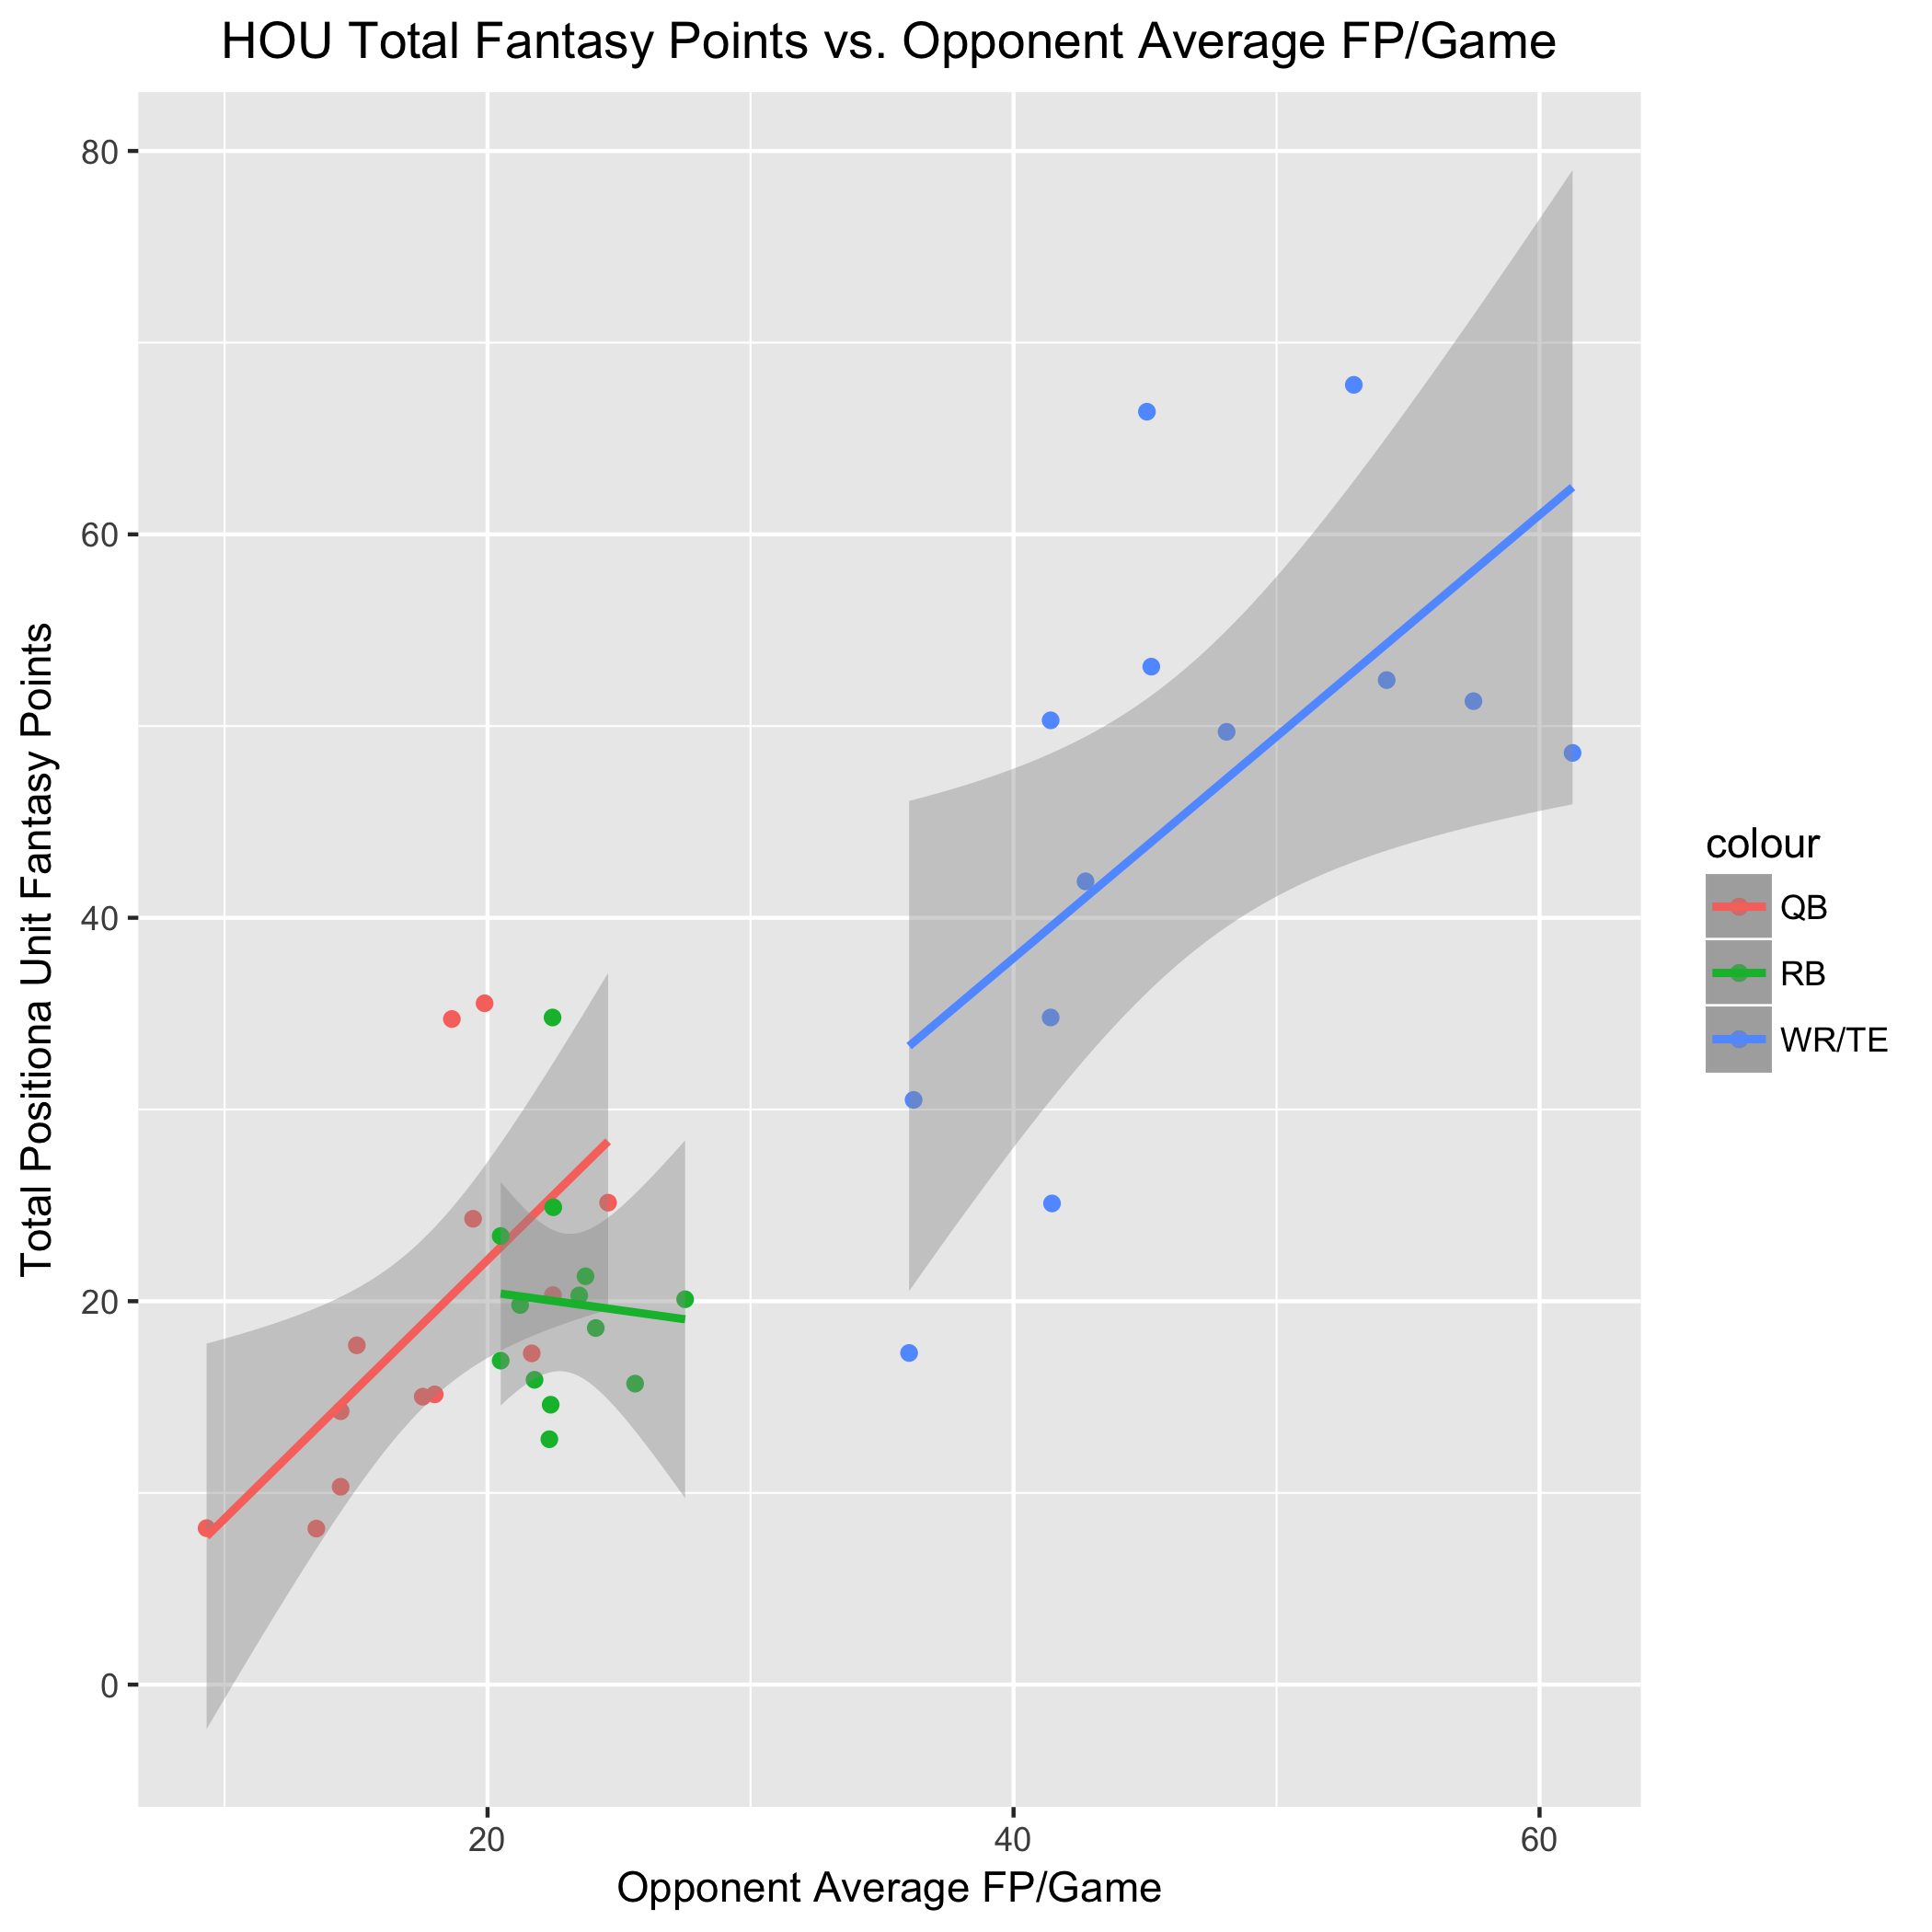 HOU Total Fantasy Points vs. Opponent Average FP/Game
80
60
40
20
0
Total Positiona Unit Fantasy Points
20
40
60
Opponent Average FP/Game
colour
QB
RB
WR/TE